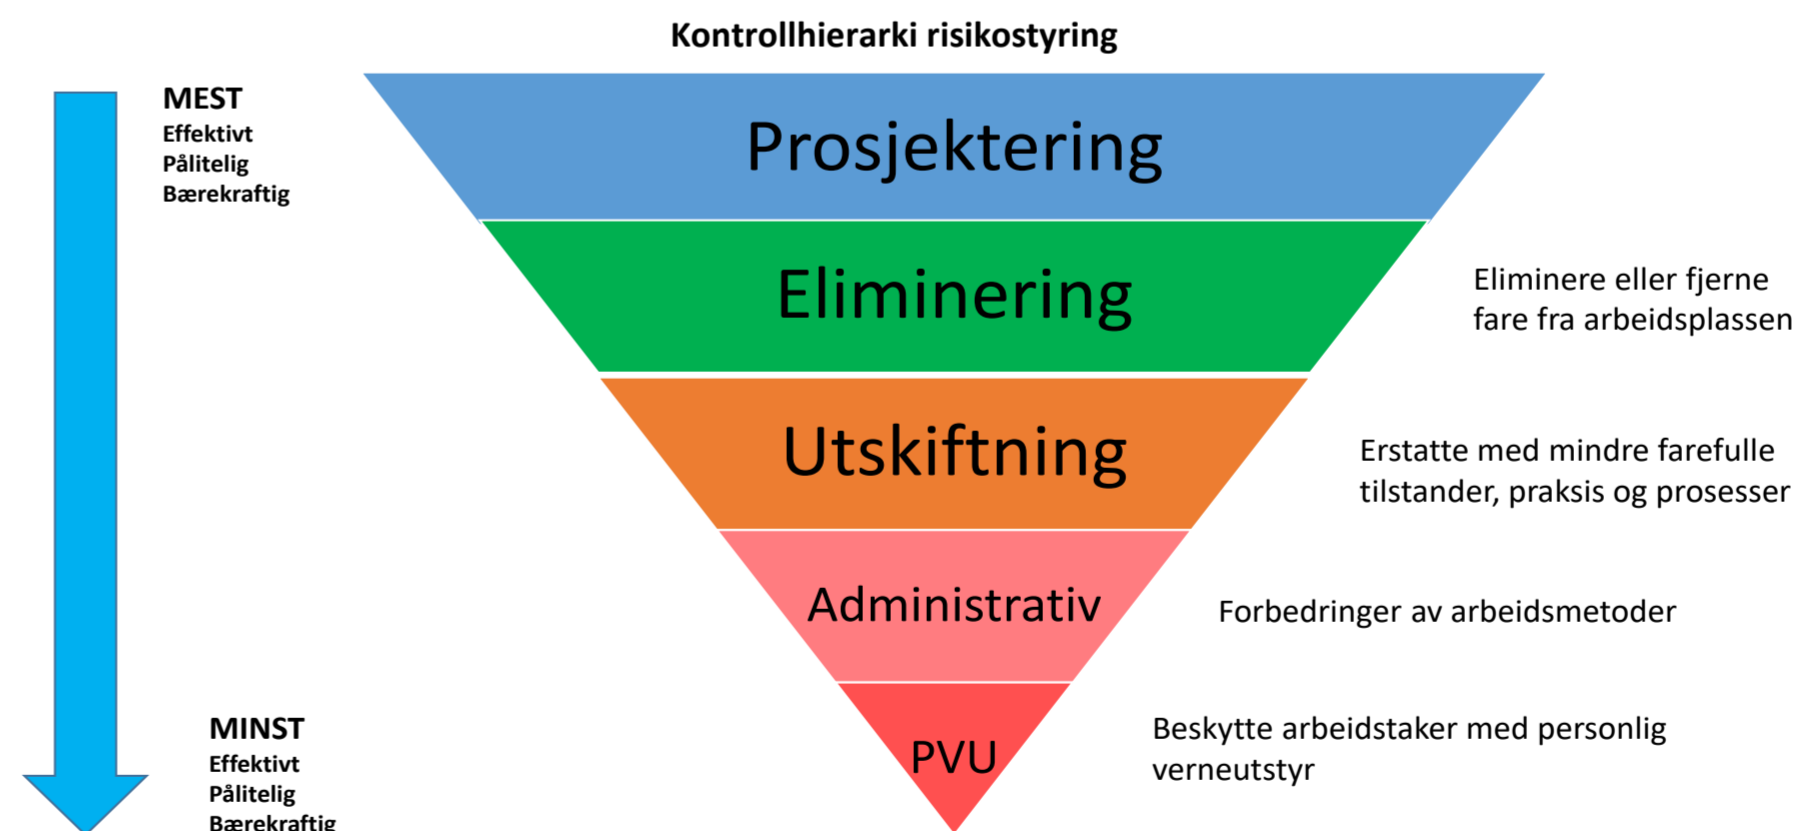 Kontrollhierarki risikostyring
MEST
Effektivt
Pålitelig
Bærekraftig
Prosjektering
Eliminering
Eliminere eller fjerne
fare fra arbeidsplassen
Utskiftning
Erstatte med mindre farefulle
tilstander, praksis og prosesser
Administrativ
Forbedringer av arbeidsmetoder
MINST
Effektivt
Pålitelig
Bærekraftig
PVU
Beskytte arbeidstaker med personlig
verneutstyr